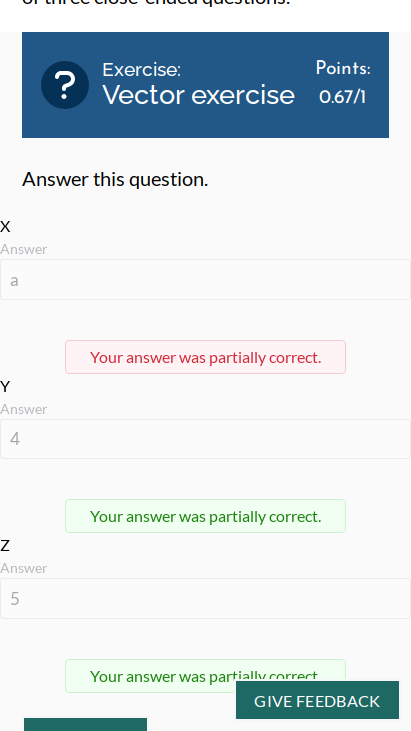 of three close-ended questions.
?
Exercise:
Vector exercise
Points:
0.67/1
Answer this question.
X
Answer
a
Your answer was partially correct.
Y
Answer
4
Your answer was partially correct.
Z
Answer
5
Your answer was partially correct.
GIVE FEEDBACK